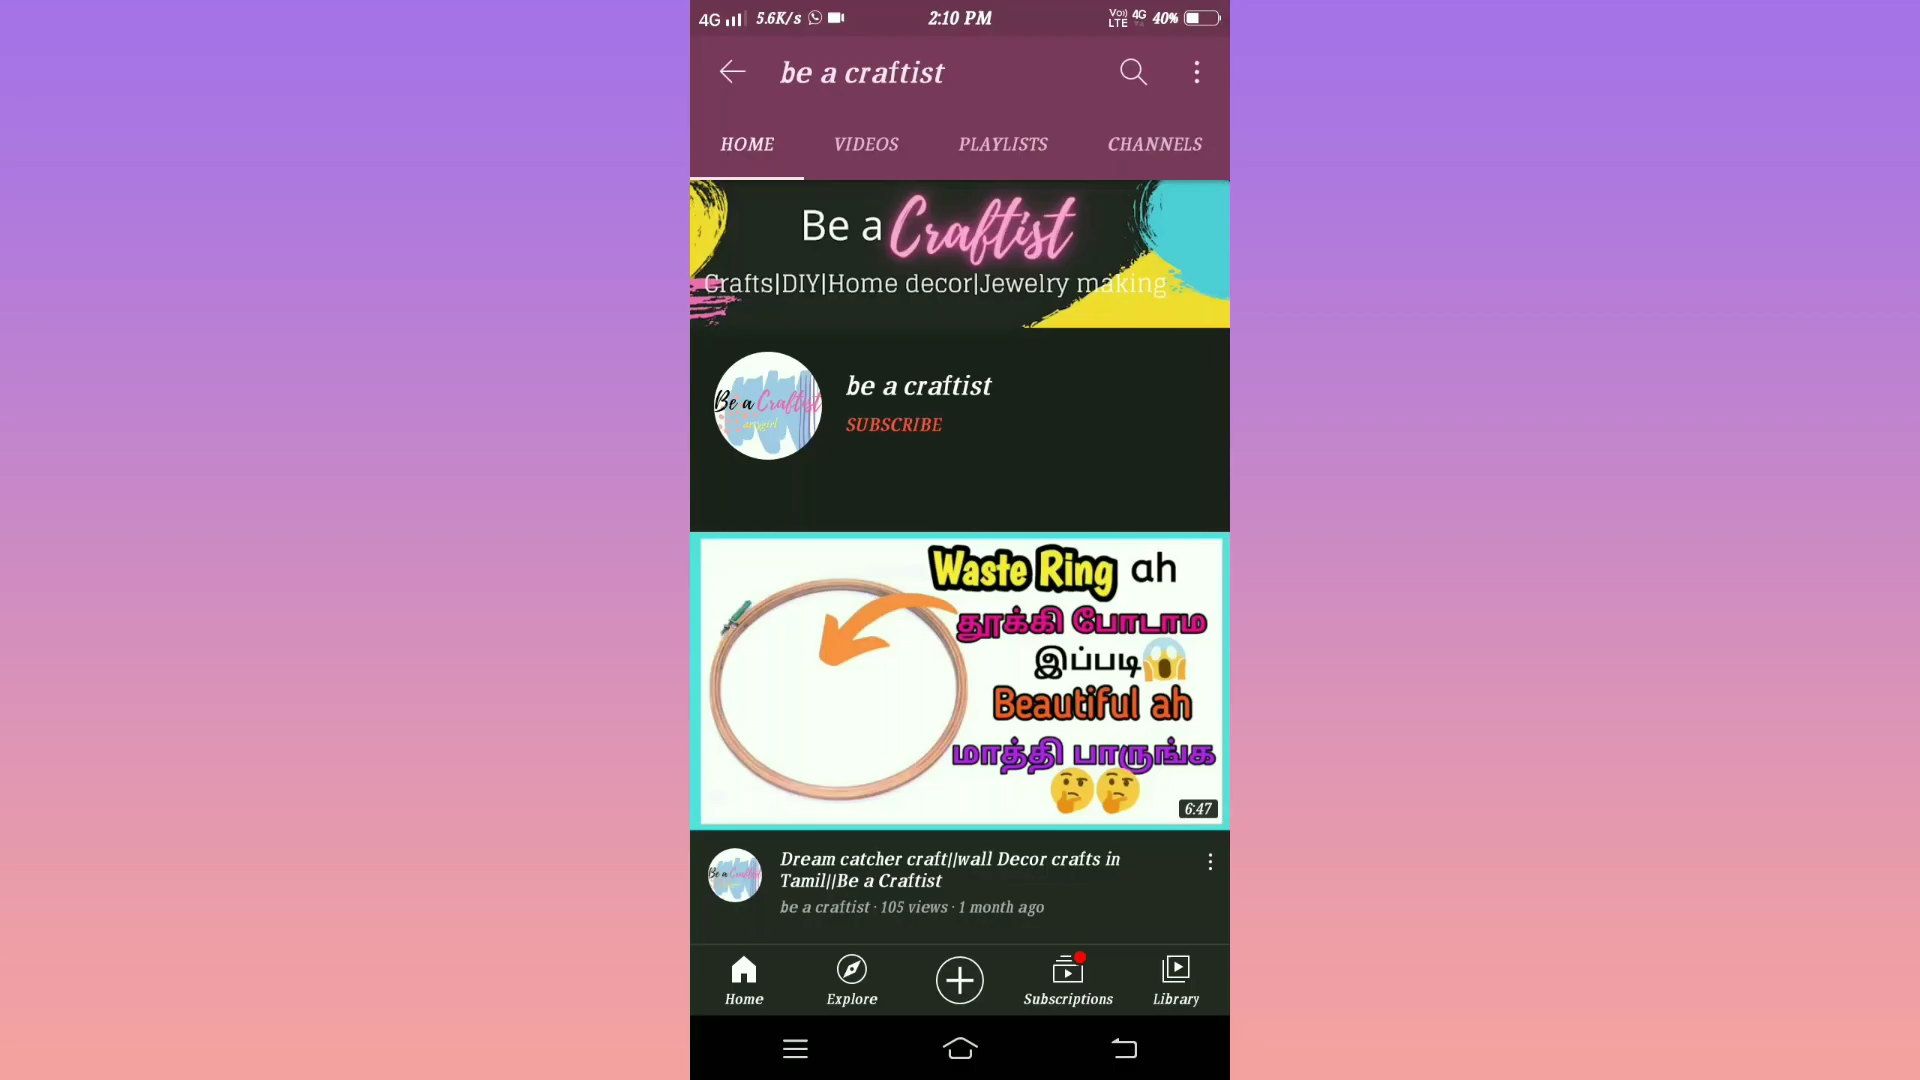 4G 5.6K/s 2:10 PM Vo) LTE 4G 40%
be a craftist
HOME VIDEOS PLAYLISTS CHANNELS
Be a Craftist
Crafts|DIY|Home decor|Jewelry making
Be a Craftist
artygirl
be a craftist
SUBSCRIBE
Waste Ring ah
தூக்கி போடாம
இப்படி
Beautiful ah
மாத்தி பாருங்க
6:47
Be a Craftist
Dream catcher craft||wall Decor crafts in
Tamil||Be a Craftist
be a craftist · 105 views · 1 month ago
Home Explore Subscriptions Library